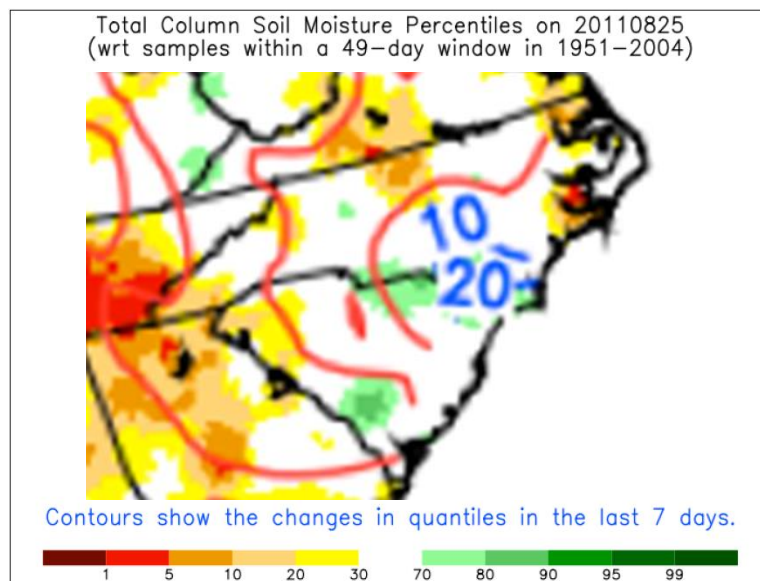 Total Column Soil Moisture Percentiles on 20110825
(wrt samples within a 49-day window in 1951-2004)
10
20
Contours show the changes in quantiles in the last 7 days.
1 5 10 20 30 70 80 90 95 99